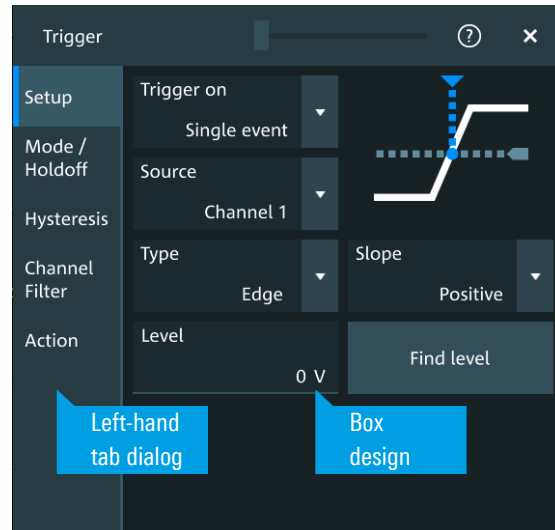 Trigger
?
Setup
Mode /
Holdoff
Hysteresis
Channel
Filter
Action
Trigger on
Single event
Source
Channel 1
Type
Edge
Slope
Positive
Level
0 V
Find level
Left-hand
tab dialog
Box
design